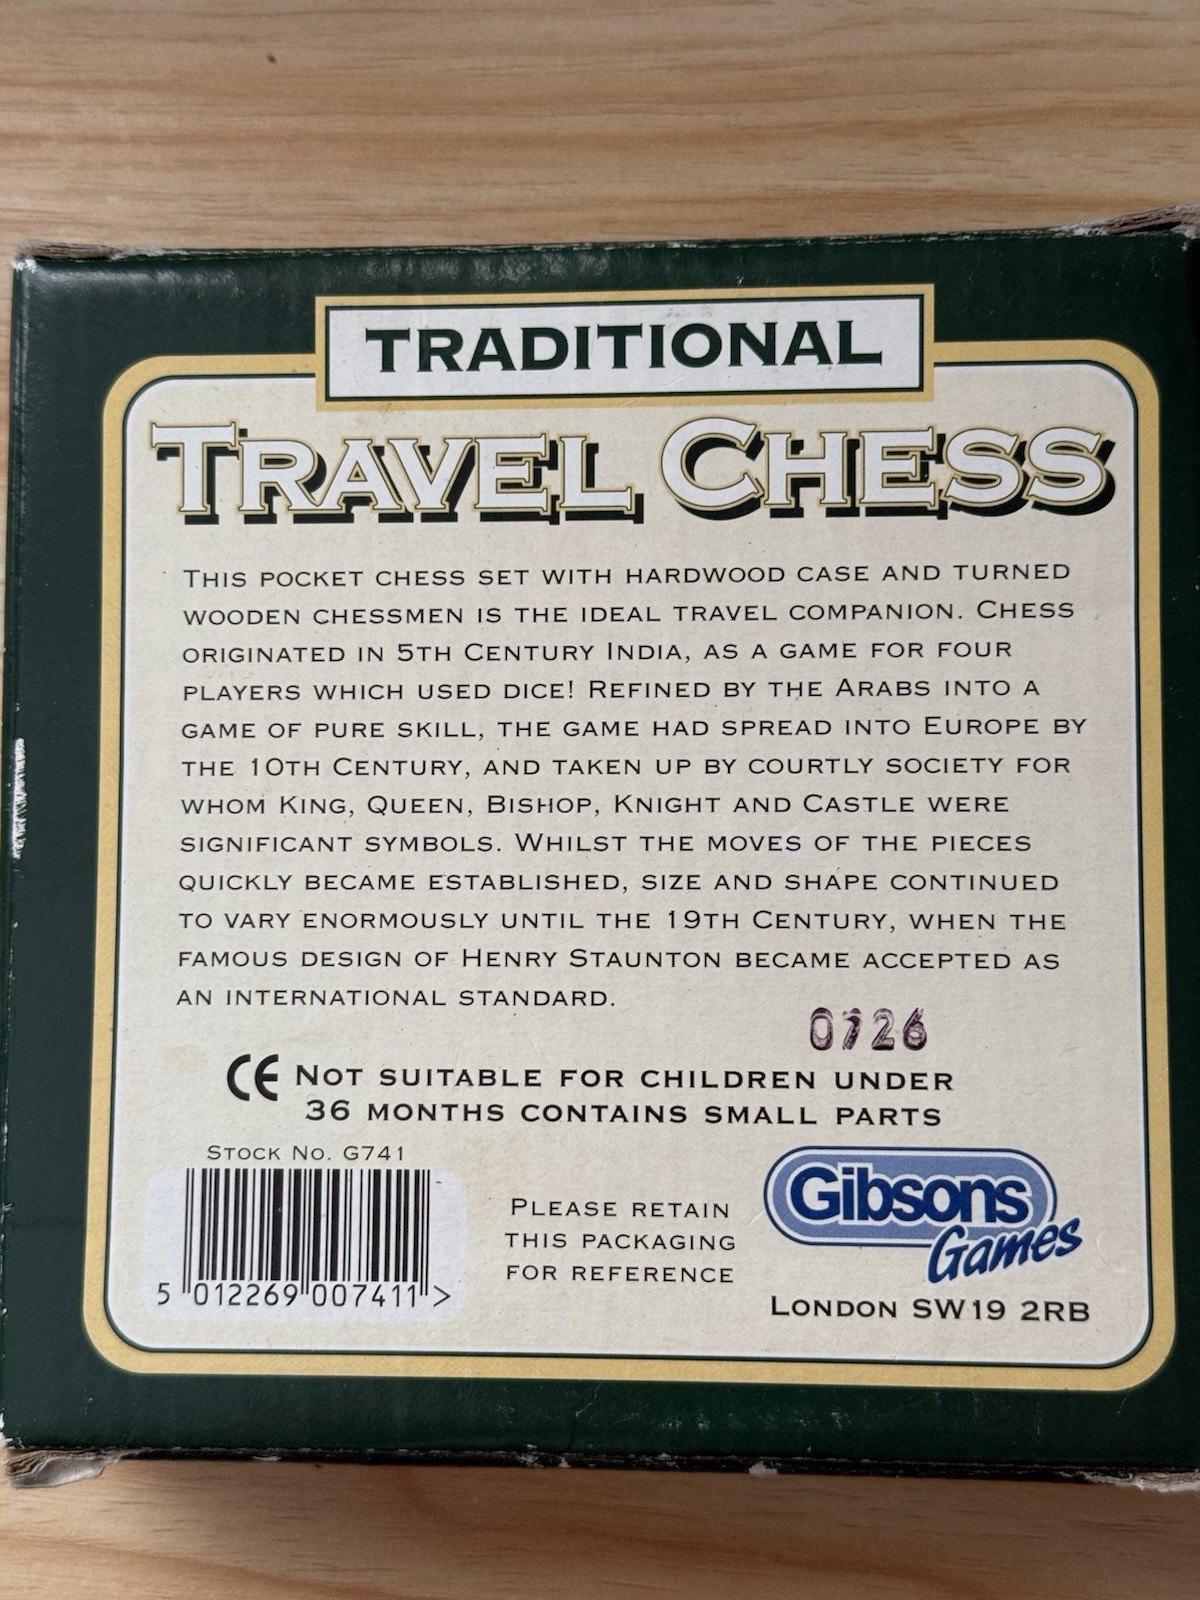 TRADITIONAL
TRAVEL CHESS
THIS POCKET CHESS SET WITH HARDWOOD CASE AND TURNED
WOODEN CHESSMEN IS THE IDEAL TRAVEL COMPANION. CHESS
ORIGINATED IN 5TH CENTURY INDIA, AS A GAME FOR FOUR
PLAYERS WHICH USED DICE! REFINED BY THE ARABS INTO A
GAME OF PURE SKILL, THE GAME HAD SPREAD INTO EUROPE BY
THE 10TH CENTURY, AND TAKEN UP BY COURTLY SOCIETY FOR
WHOM KING, QUEEN, BISHOP, KNIGHT AND CASTLE WERE
SIGNIFICANT SYMBOLS. WHILST THE MOVES OF THE PIECES
QUICKLY BECAME ESTABLISHED, SIZE AND SHAPE CONTINUED
TO VARY ENORMOUSLY UNTIL THE 19TH CENTURY, WHEN THE
FAMOUS DESIGN OF HENRY STAUNTON BECAME ACCEPTED AS
AN INTERNATIONAL STANDARD.
0726
CE NOT SUITABLE FOR CHILDREN UNDER
36 MONTHS CONTAINS SMALL PARTS
STOCK NO. G741
5 012269 007411 >
PLEASE RETAIN
THIS PACKAGING
FOR REFERENCE
Gibsons
Games
LONDON SW19 2RB